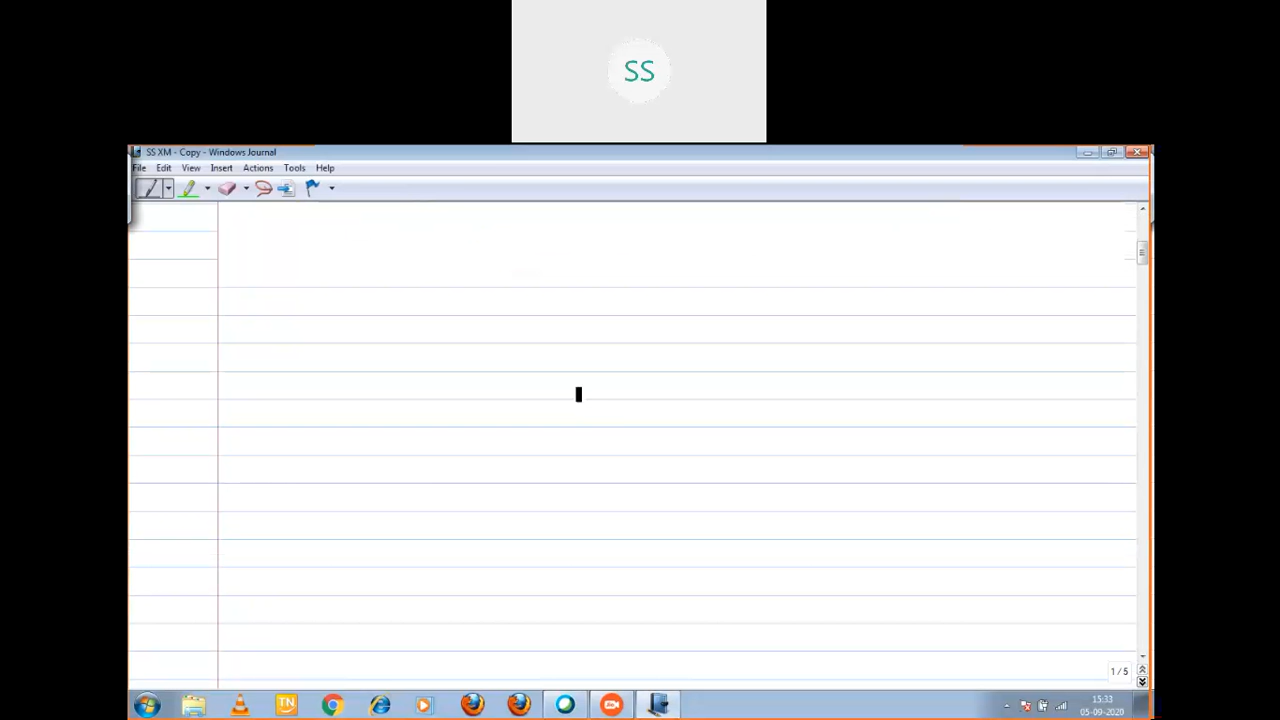 SS
SS XM - Copy - Windows Journal
File Edit View Insert Actions Tools Help
1 / 5
TN
15:33
05-09-2020